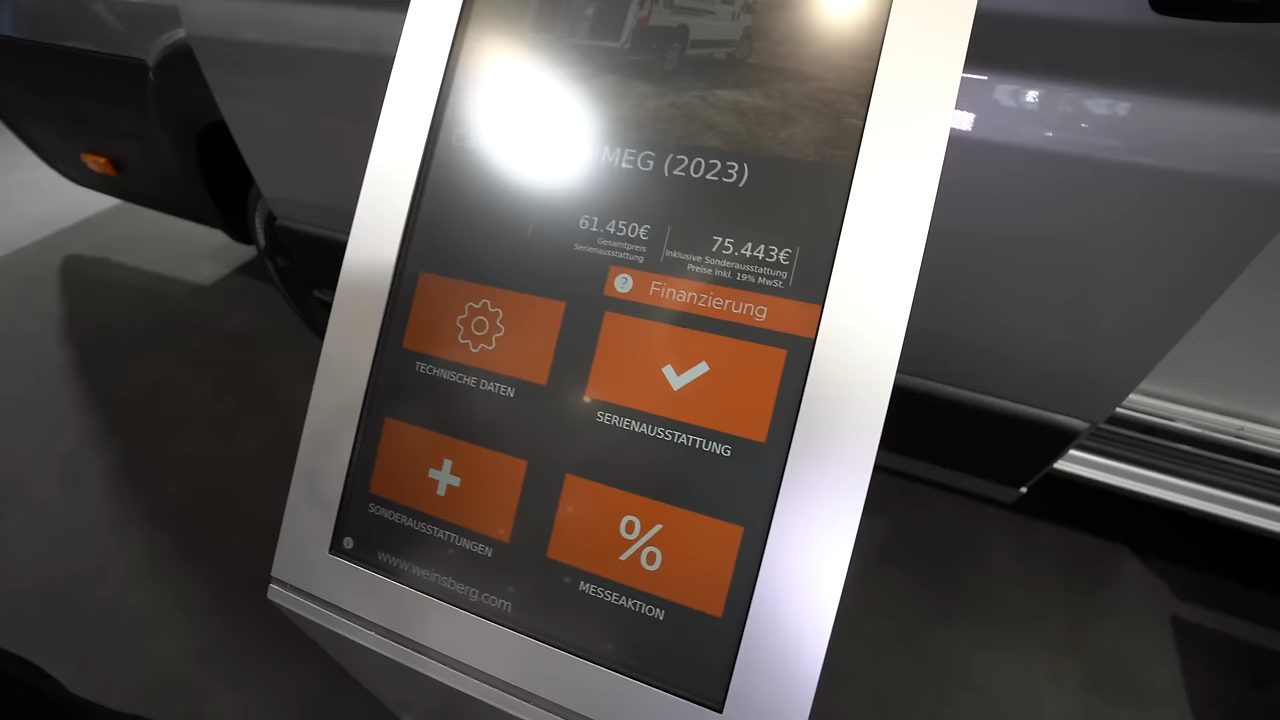 MEG (2023)
61.450€
Gesamtpreis
Serienausstattung
75.443€
Inklusive Sonderausstattung
Preise Inkl. 19% MwSt.
? Finanzierung
TECHNISCHE DATEN
SERIENAUSSTATTUNG
SONDERAUSSTATTUNGEN
%
MESSEAKTION
i
www.weinsberg.com